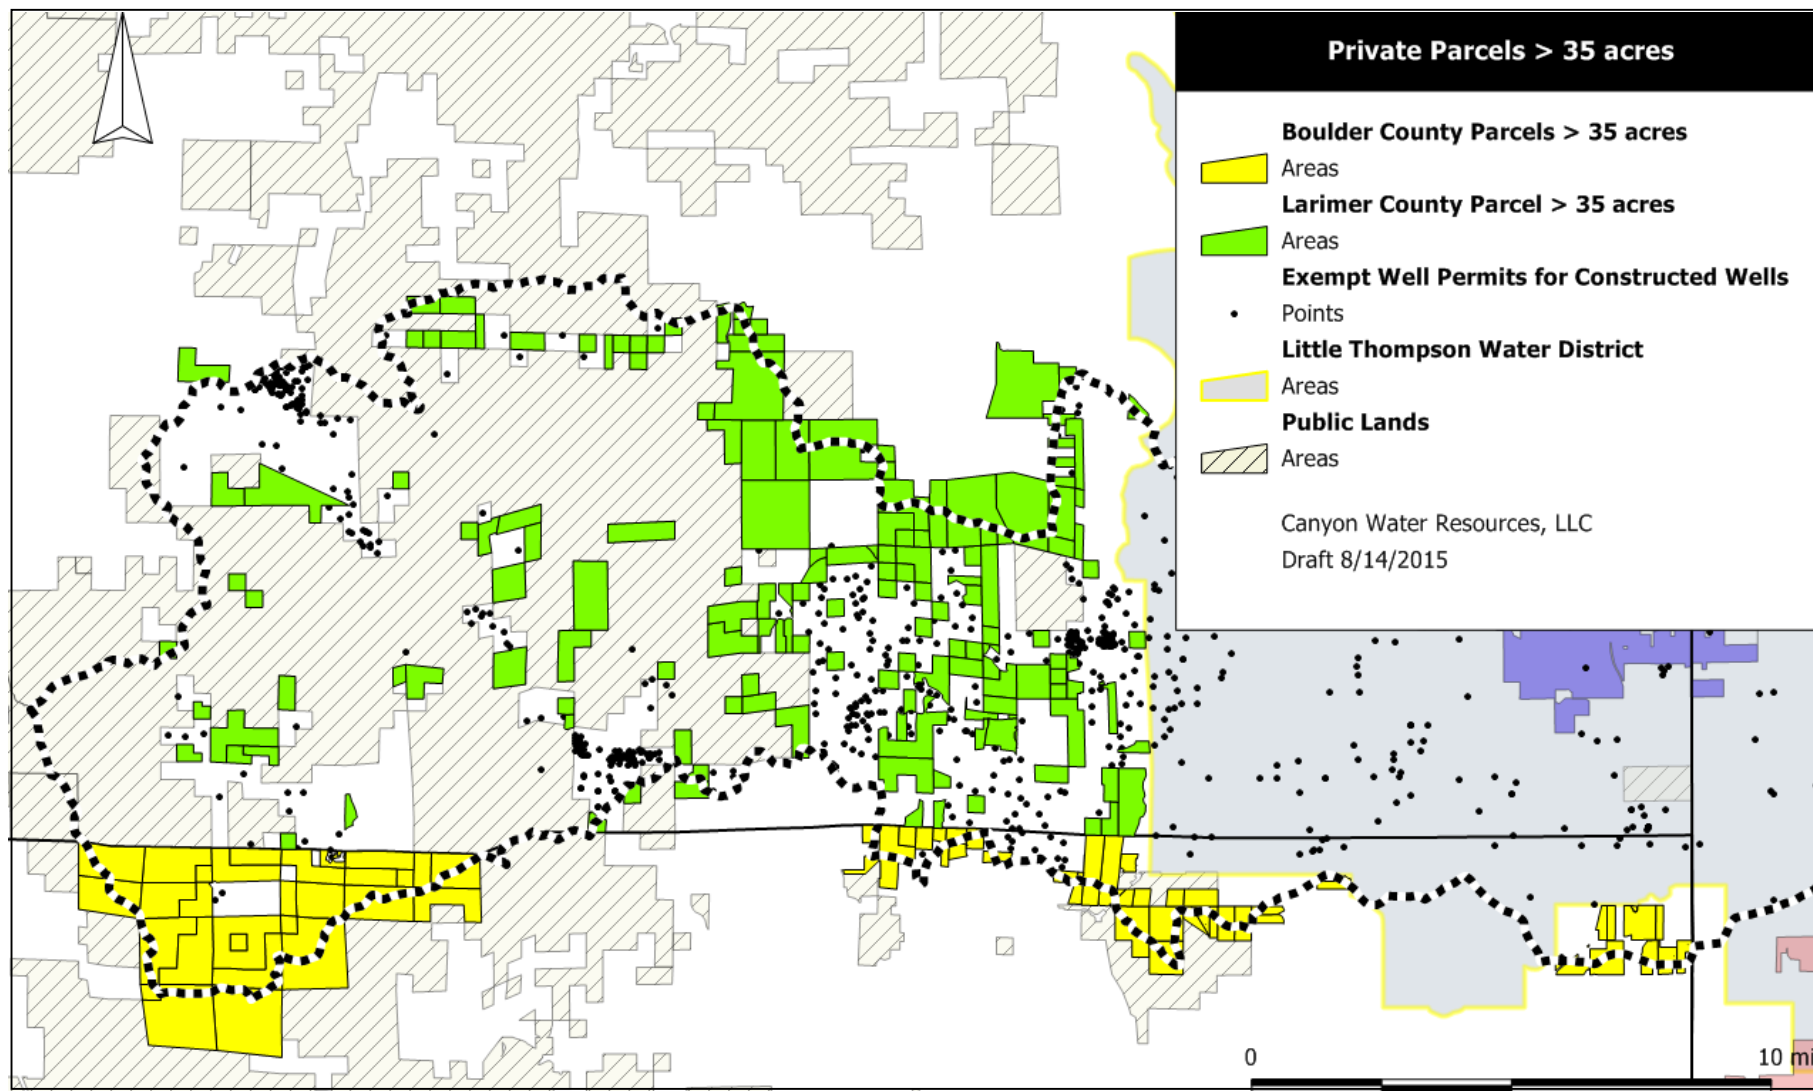 Private Parcels > 35 acres
Boulder County Parcels > 35 acres
Areas
Larimer County Parcel > 35 acres
Areas
Exempt Well Permits for Constructed Wells
Points
Little Thompson Water District
Areas
Public Lands
Areas
Canyon Water Resources, LLC
Draft 8/14/2015
0 10 mi